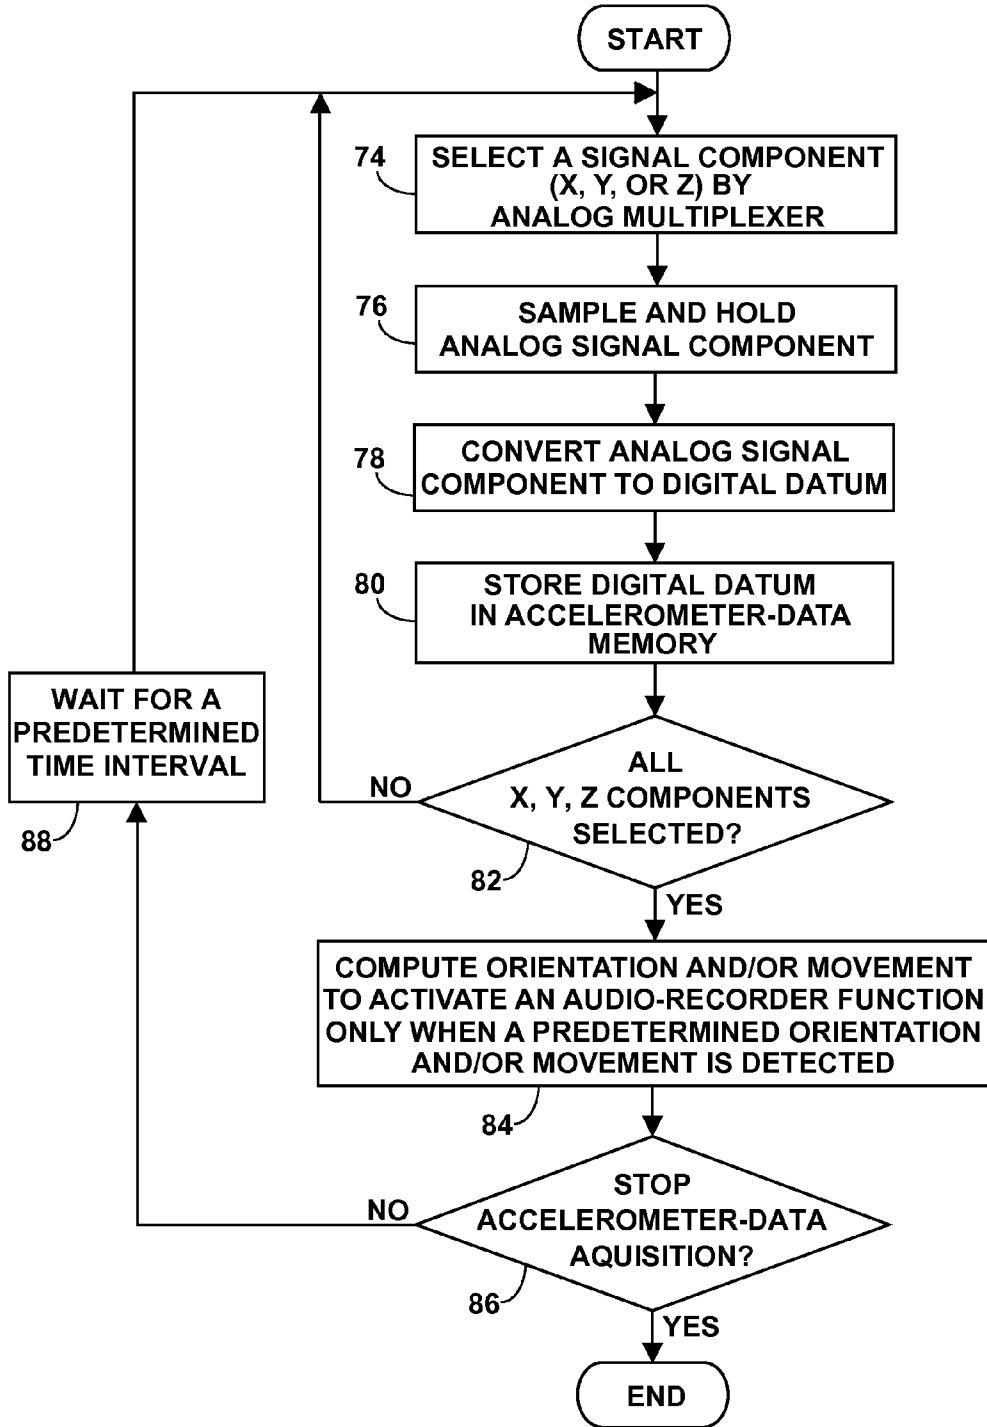 START
74
SELECT A SIGNAL COMPONENT
(X, Y, OR Z) BY
ANALOG MULTIPLEXER
76
SAMPLE AND HOLD
ANALOG SIGNAL COMPONENT
78
CONVERT ANALOG SIGNAL
COMPONENT TO DIGITAL DATUM
80
STORE DIGITAL DATUM
IN ACCELEROMETER-DATA
MEMORY
WAIT FOR A
PREDETERMINED
TIME INTERVAL
88
ALL
X, Y, Z COMPONENTS
SELECTED?
NO
82
YES
COMPUTE ORIENTATION AND/OR MOVEMENT
TO ACTIVATE AN AUDIO-RECORDER FUNCTION
ONLY WHEN A PREDETERMINED ORIENTATION
AND/OR MOVEMENT IS DETECTED
84
STOP
ACCELEROMETER-DATA
AQUISITION?
NO
86
YES
END